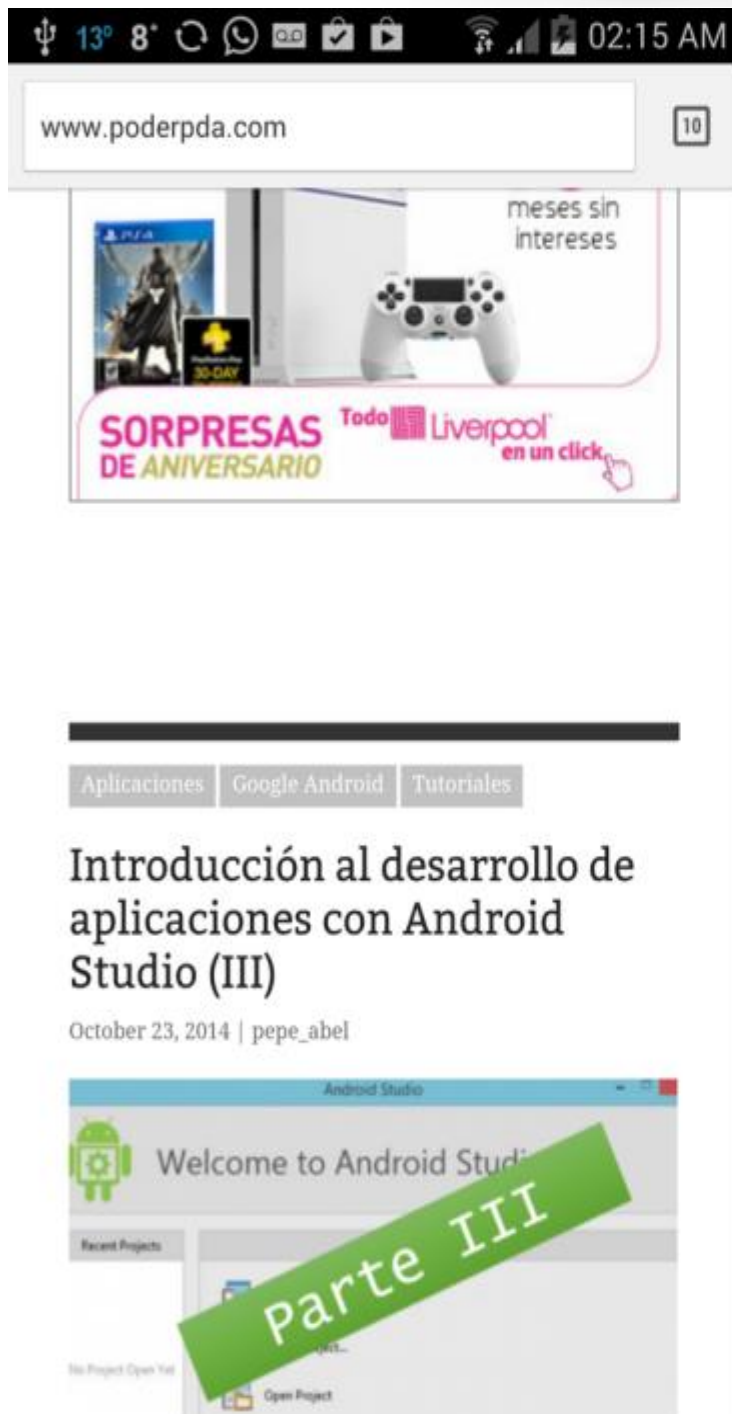 13° 8° 02:15 AM
www.poderpda.com 10
meses sin
intereses
PS4
30-DAY
SORPRESAS
DE ANIVERSARIO
Todo Liverpool
en un click
Aplicaciones Google Android Tutoriales
Introducción al desarrollo de
aplicaciones con Android
Studio (III)
October 23, 2014 | pepe_abel
Android Studio
Welcome to Android Studi
Parte III
Recent Projects
No Project Open Yet
Open Project